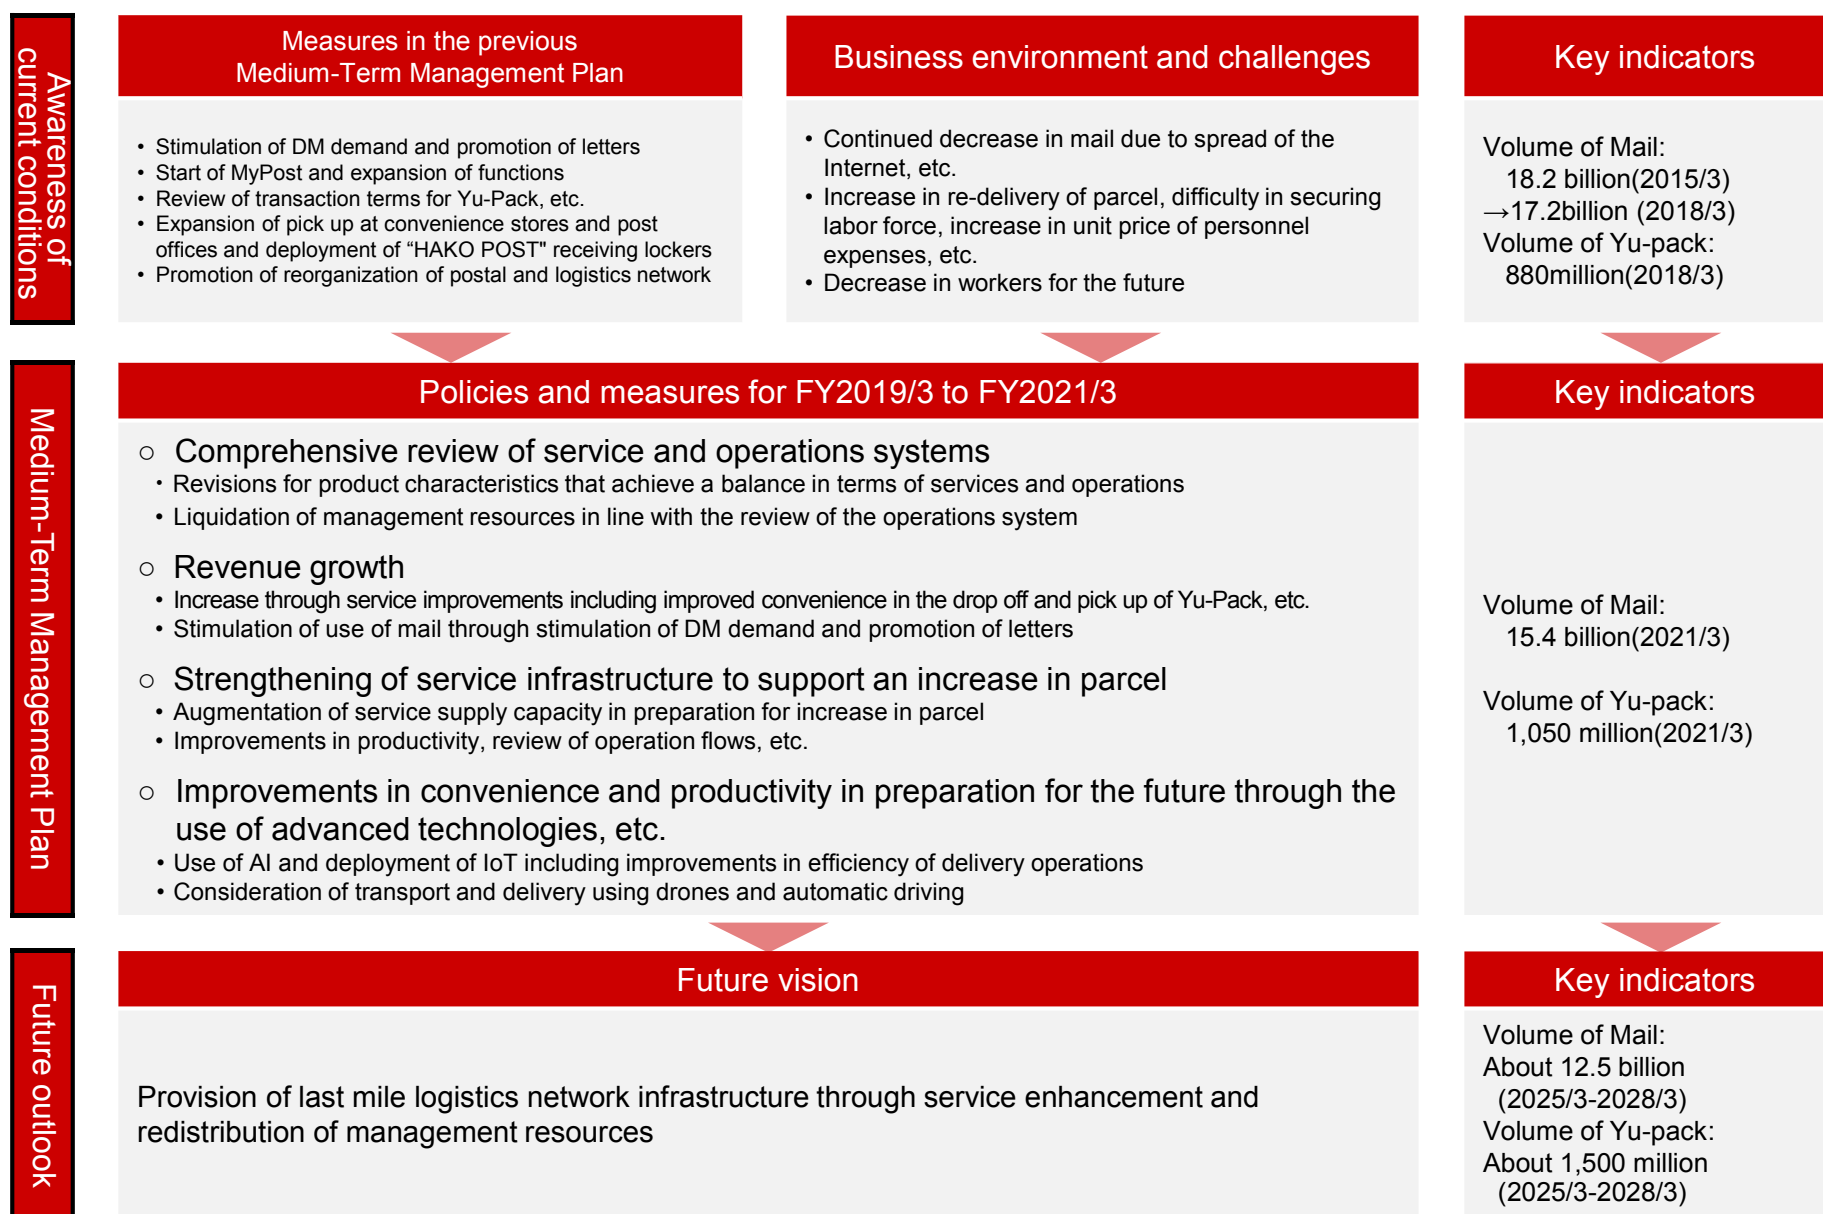 Awareness of
current conditions
Measures in the previous
Medium-Term Management Plan
• Stimulation of DM demand and promotion of letters
• Start of MyPost and expansion of functions
• Review of transaction terms for Yu-Pack, etc.
• Expansion of pick up at convenience stores and post
offices and deployment of “HAKO POST" receiving lockers
• Promotion of reorganization of postal and logistics network
Business environment and challenges
• Continued decrease in mail due to spread of the
Internet, etc.
• Increase in re-delivery of parcel, difficulty in securing
labor force, increase in unit price of personnel
expenses, etc.
• Decrease in workers for the future
Key indicators
Volume of Mail:
18.2 billion(2015/3)
→17.2billion (2018/3)
Volume of Yu-pack:
880million(2018/3)
Medium-Term Management Plan
Policies and measures for FY2019/3 to FY2021/3
○ Comprehensive review of service and operations systems
• Revisions for product characteristics that achieve a balance in terms of services and operations
• Liquidation of management resources in line with the review of the operations system
○ Revenue growth
• Increase through service improvements including improved convenience in the drop off and pick up of Yu-Pack, etc.
• Stimulation of use of mail through stimulation of DM demand and promotion of letters
○ Strengthening of service infrastructure to support an increase in parcel
• Augmentation of service supply capacity in preparation for increase in parcel
• Improvements in productivity, review of operation flows, etc.
○ Improvements in convenience and productivity in preparation for the future through the
use of advanced technologies, etc.
• Use of AI and deployment of IoT including improvements in efficiency of delivery operations
• Consideration of transport and delivery using drones and automatic driving
Key indicators
Volume of Mail:
15.4 billion(2021/3)
Volume of Yu-pack:
1,050 million(2021/3)
Future outlook
Future vision
Provision of last mile logistics network infrastructure through service enhancement and
redistribution of management resources
Key indicators
Volume of Mail:
About 12.5 billion
(2025/3-2028/3)
Volume of Yu-pack:
About 1,500 million
(2025/3-2028/3)